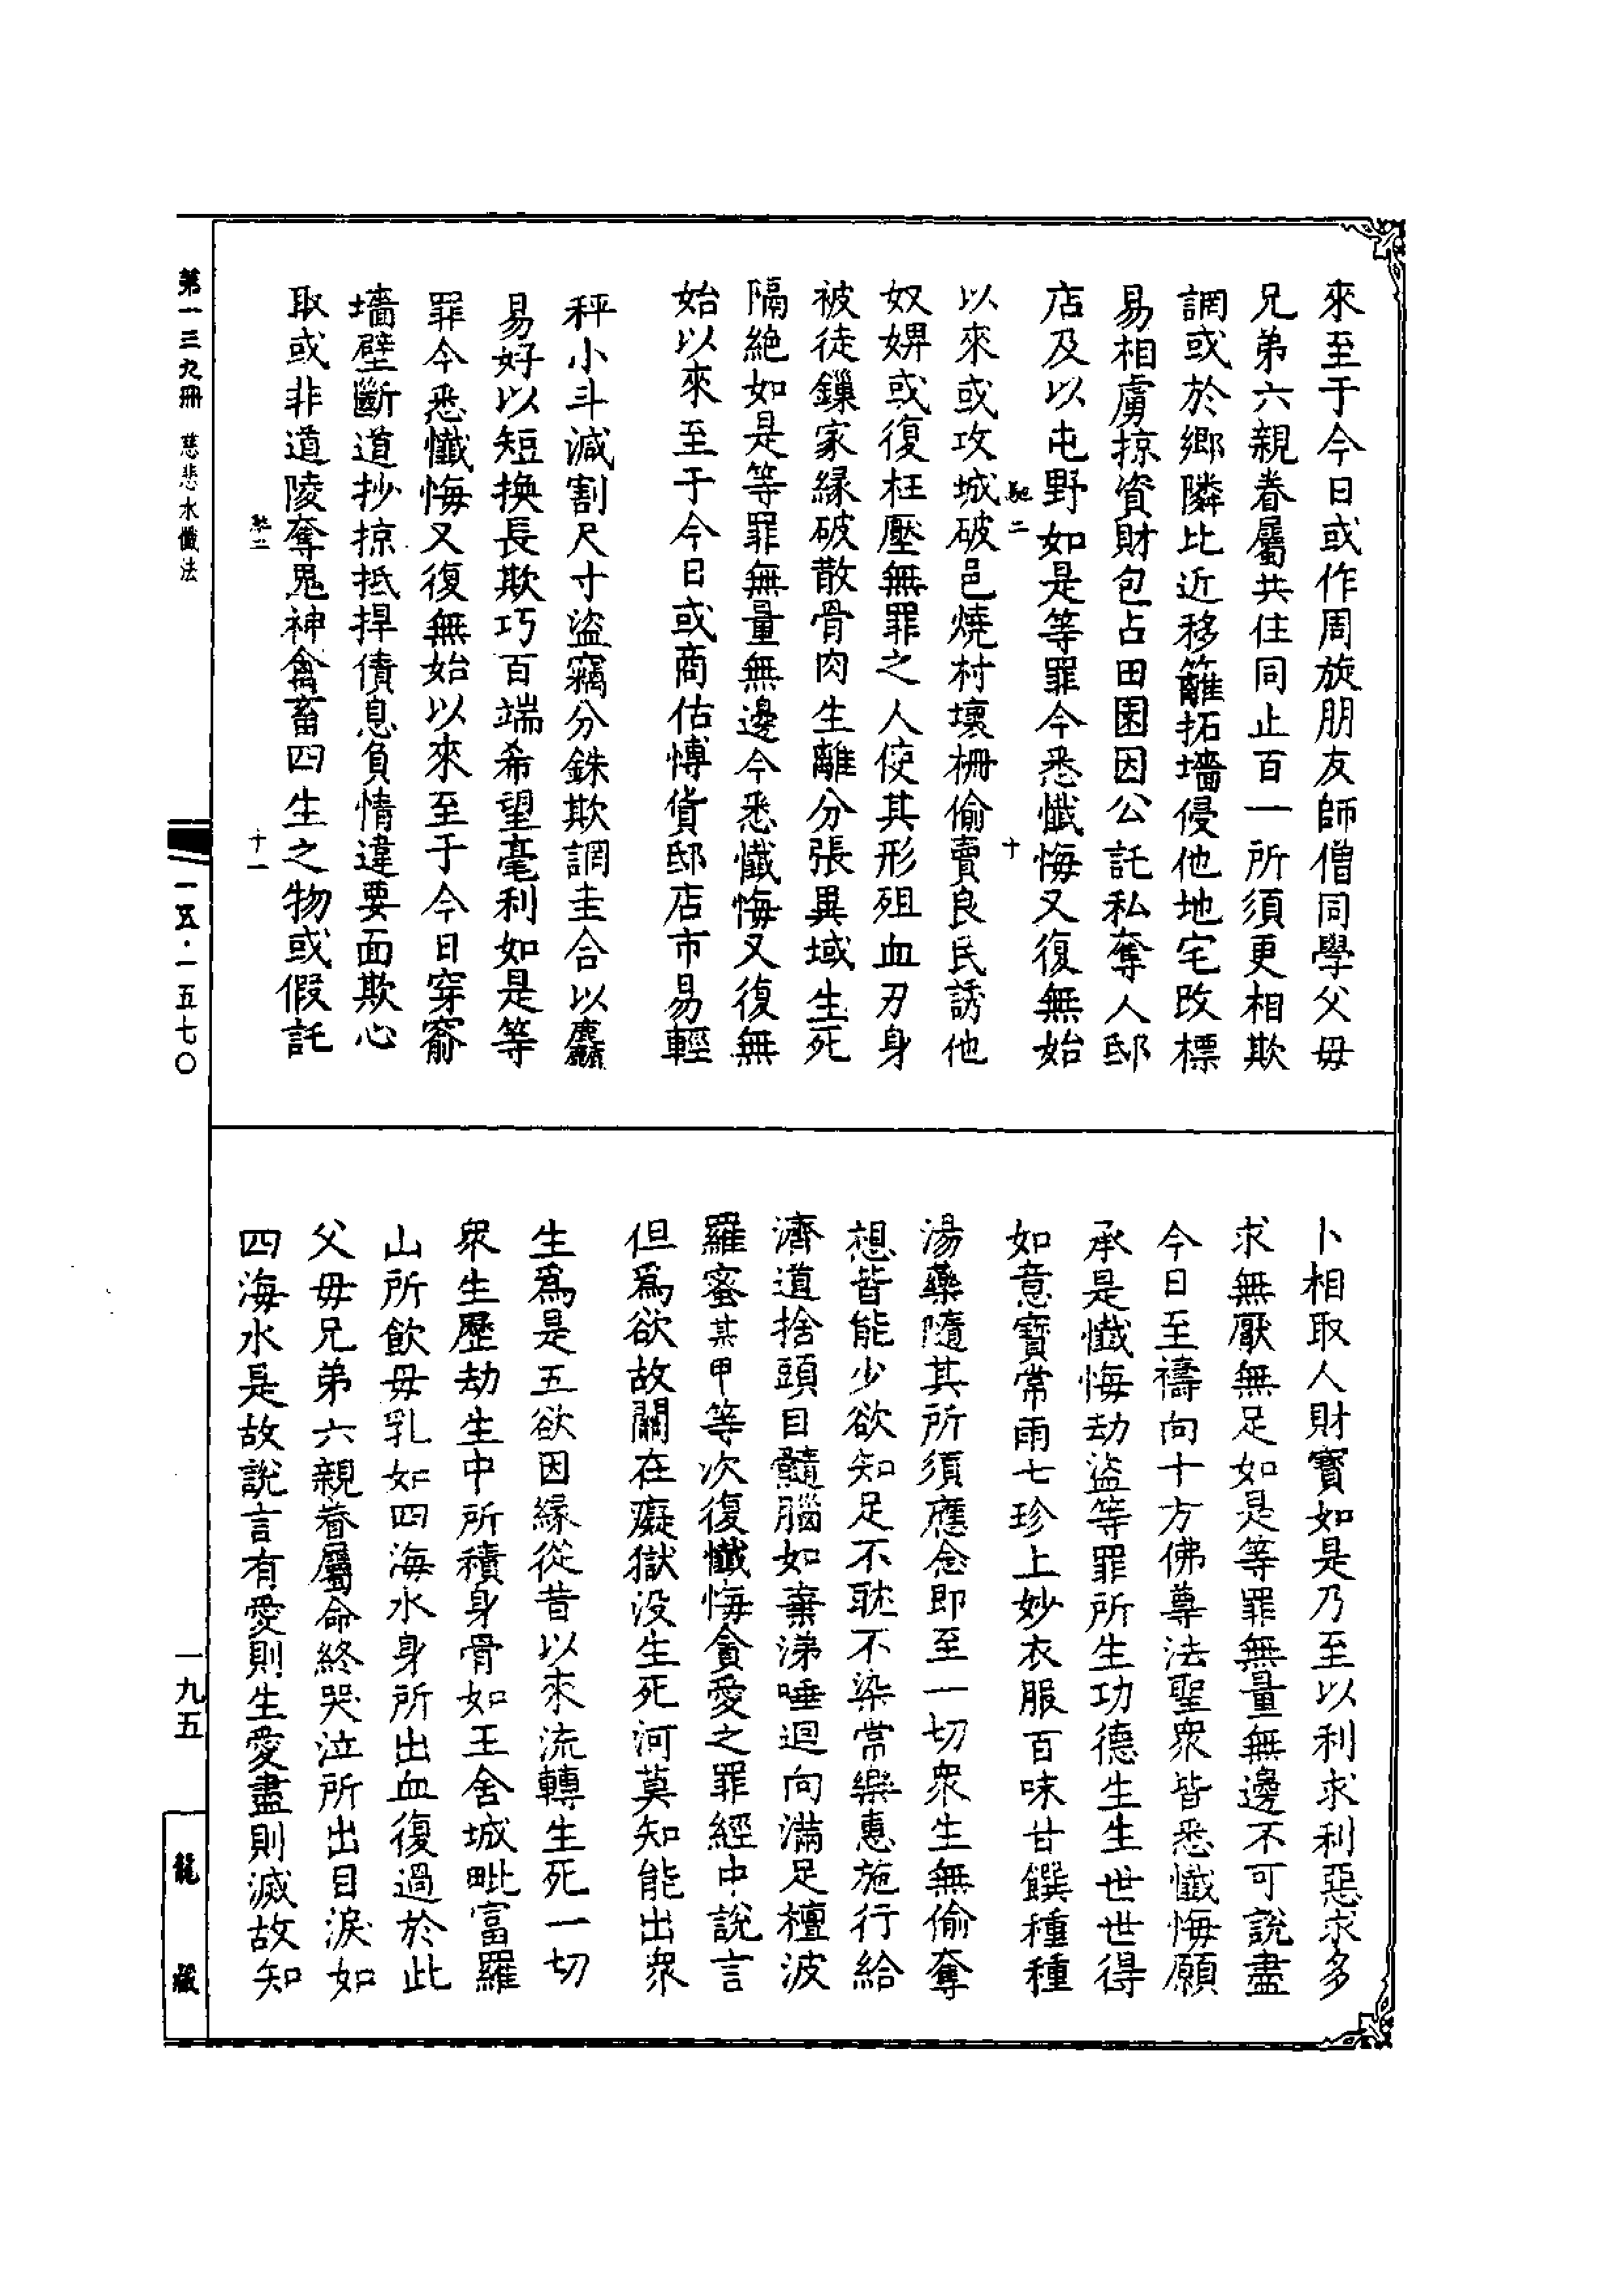 來至于今日或作周旋朋友師僧同學父母
兄弟六親眷屬共住同止百一所須更相欺
調或於鄉隣比近移籬拓墻侵他地宅改標
易相虜掠資財包占田園因公託私奪人邸
店及以屯野如是等罪今悉懺悔又復無始
馳二 十
以來或攻城破邑燒村壞柵偷賣良民誘他
奴婢或復枉壓無罪之人使其形殂血刃身
被徒鏁家緣破散骨肉生離分張異域生死
隔絕如是等罪無量無邊今悉懺悔又復無
始以來至于今日或商估愽貨邸店市易輕
秤小斗減割尺寸盜竊分銖欺調圭合以麤
易好以短換長欺巧百端希望毫利如是等
罪今悉懺悔又復無始以來至于今日穿窬
墻壁斷道抄掠抵捍債息負情違要面欺心
取或非道陵奪鬼神禽畜四生之物或假託
馳二 十一
卜相取人財寶如是乃至以利求利惡求多
求無厭無足如是等罪無量無邊不可說盡
今日至禱向十方佛尊法聖衆皆悉懺悔願
承是懺悔劫盜等罪所生功德生生世世得
如意寶常雨七珍上妙衣服百味甘饌種種
湯藥隨其所須應念即至一切衆生無偷奪
想皆能少欲知足不耽不染常樂惠施行給
濟道捨頭目髓腦如棄涕唾迴向滿足檀波
羅蜜某甲等次復懺悔貪愛之罪經中說言
但爲欲故關在癡獄没生死河莫知能出衆
生爲是五欲因緣從昔以來流轉生死一切
衆生歷劫生中所積身骨如王舍城毗富羅
山所飲母乳如四海水身所出血復過於此
父母兄弟六親眷屬命終哭泣所出目淚如
四海水是故說言有愛則生愛盡則滅故知
第一三九冊 慈悲水懺法
一五·一五七〇
一九五
龍藏